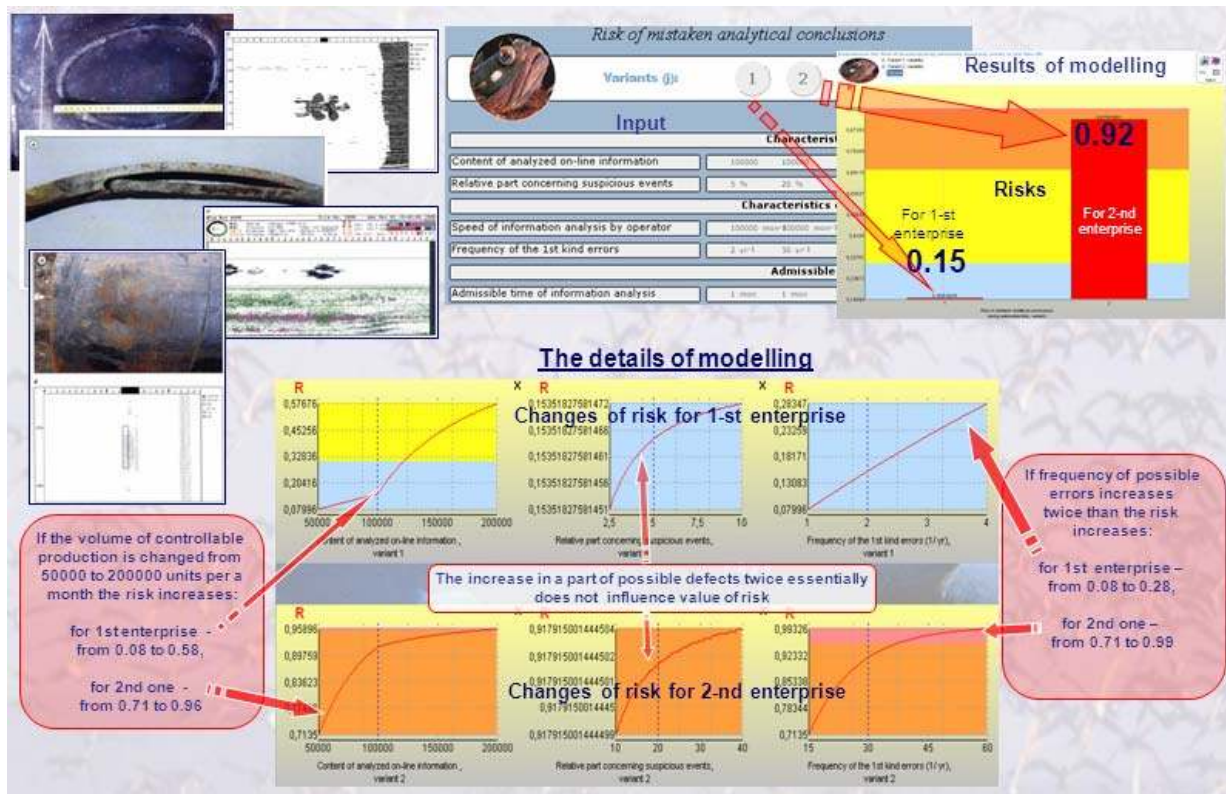 Risk of mistaken analytical conclusions
Variants (j):
1
2
Input
Characterist
Content of analyzed on-line information
100000
Relative part concerning suspicious events
5 %
20 %
Characteristics
Speed of information analysis by operator
Frequency of the 1st kind errors
Admissible
Admissible time of information analysis
Results of modelling
0.92
Risks
For 1-st
enterprise
0.15
For 2-nd
enterprise
The details of modelling
R
0,57676
0,45256
0,32836
0,20416
0,07996
50000
100000
150000
200000
x
Content of analyzed on-line information ,
variant 1
R
0,15351827581472
0,1535182758146
0,1535182758146
0,1535182758145
0,1535182758145
2,5
5
7,5
10
x
Relative part concerning suspicious events,
variant
R
0,28347
0,23259
0,18171
0,13083
0,07996
1
2
3
4
Frequency of the 1st kind errors (1/ yr),
variant 1
Changes of risk for 1-st enterprise
If the volume of controllable
production is changed from
50000 to 200000 units per a
month the risk increases:
for 1st enterprise -
from 0.08 to 0.58,
for 2nd one -
from 0.71 to 0.96
The increase in a part of possible defects twice essentially
does not influence value of risk
If frequency of possible
errors increases
twice than the risk
increases:
for 1st enterprise –
from 0.08 to 0.28,
for 2nd one –
from 0.71 to 0.99
R
0,95896
0,89759
0,83623
0,7135
50000
100000
150000
200000
Content of analyzed on-line information ,
variant 2
R
0,917915001444504
0,917915001444502
0,9179150014445
0,917915001444499
10
20
30
40
Relative part concerning suspicious events,
variant 2
R
0,99326
0,92332
0,85338
0,78344
0,7135
15
30
45
60
Frequency of the 1st kind errors (1/ yr),
variant 2
Changes of risk for 2-nd enterprise